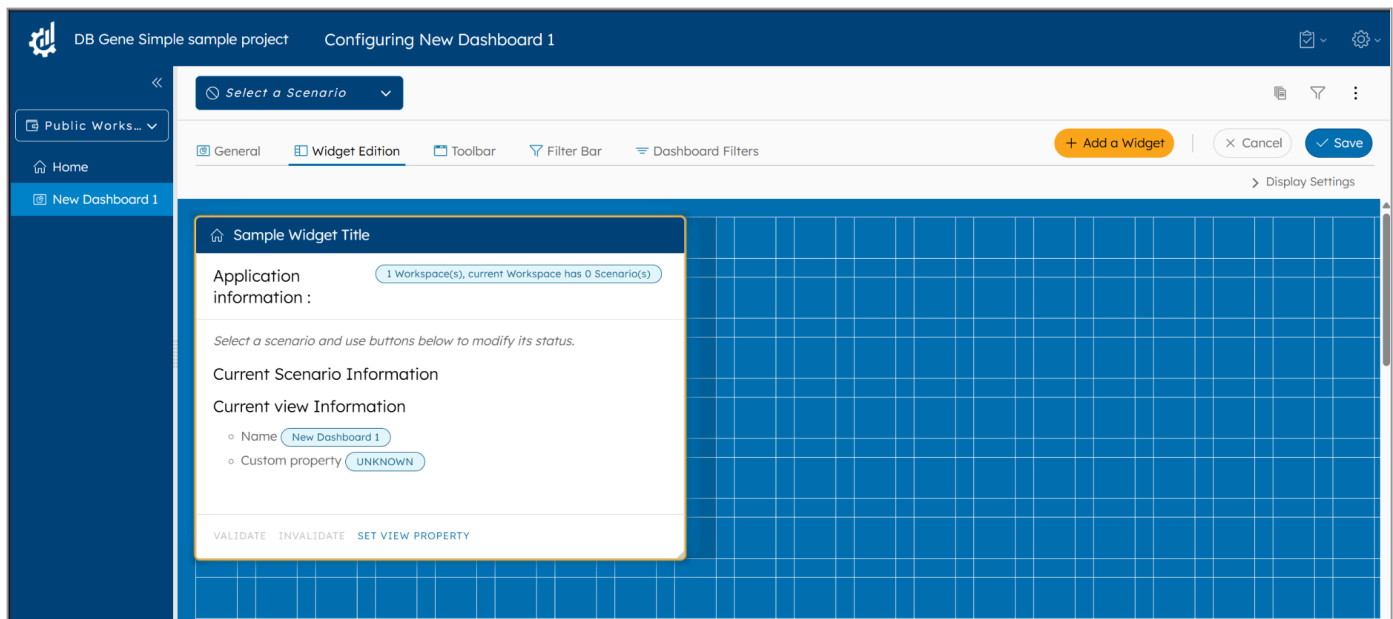 DB Gene Simple sample project
Configuring New Dashboard 1
Select a Scenario
Public Works...
Home
New Dashboard 1
General
Widget Edition
Toolbar
Filter Bar
Dashboard Filters
+ Add a Widget
Cancel
Save
Display Settings
Sample Widget Title
Application
information :
1 Workspace(s), current Workspace has 0 Scenario(s)
Select a scenario and use buttons below to modify its status.
Current Scenario Information
Current view Information
Name New Dashboard 1
Custom property UNKNOWN
VALIDATE INVALIDATE SET VIEW PROPERTY